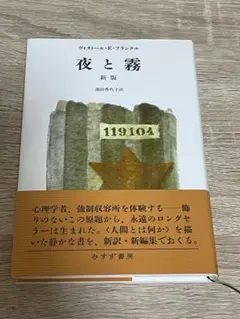 ヴィクトール・E・フランクル
夜と霧
新版
池田香代子訳
119104
心理学者、強制収容所を体験する――飾
りのないこの原題から、永遠のロングセ
ラーは生まれた。〈人間とは何か〉を描
いた静かな書を、新訳・新編集でおくる。
みすず書房